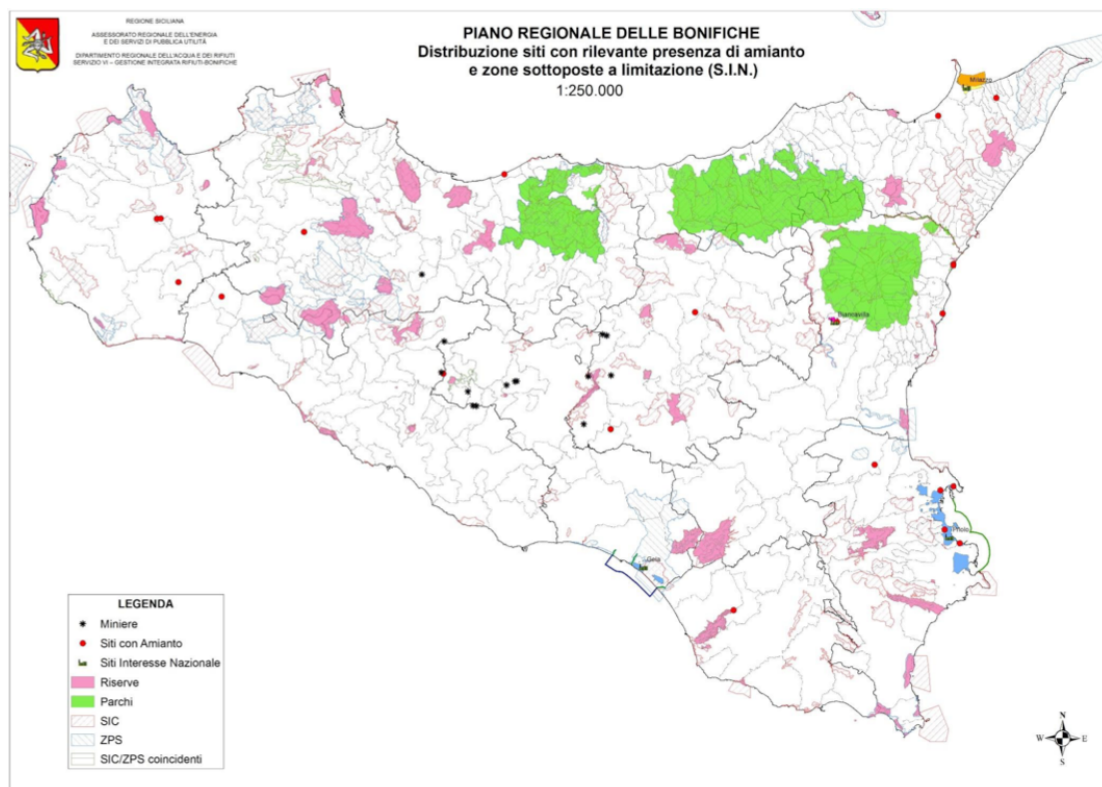 REGIONE SICILIANA
ASSESSORATO REGIONALE DELL'ENERGIA
E DEI SERVIZI DI PUBBLICA UTILITÀ
DIPARTIMENTO REGIONALE DELL'ACQUA E DEI RIFIUTI
SERVIZIO VI – GESTIONE INTEGRATA RIFIUTI-BONIFICHE
PIANO REGIONALE DELLE BONIFICHE
Distribuzione siti con rilevante presenza di amianto
e zone sottoposte a limitazione (S.I.N.)
1:250.000
Milazzo
Biancavilla
Priolo
Gela
LEGENDA
Miniere
Siti con Amianto
Siti Interesse Nazionale
Riserve
Parchi
SIC
ZPS
SIC/ZPS coincidenti
N
W
E
S